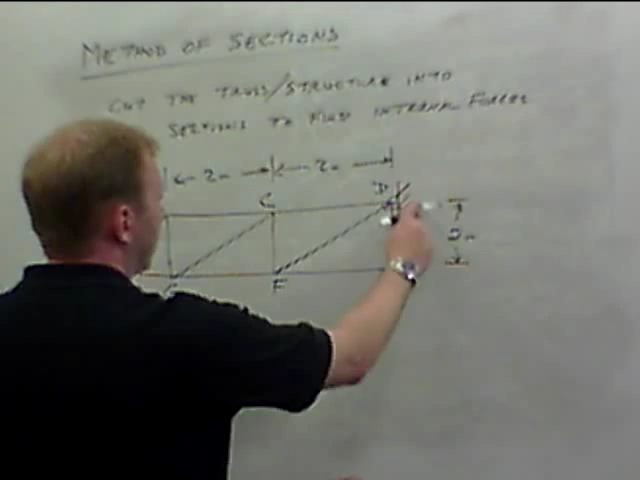 METHOD OF SECTIONS
CUT THE TRUSS/STRUCTURE INTO
SECTIONS TO FIND INTERNAL FORCES
2m 2m
C D
2m
F